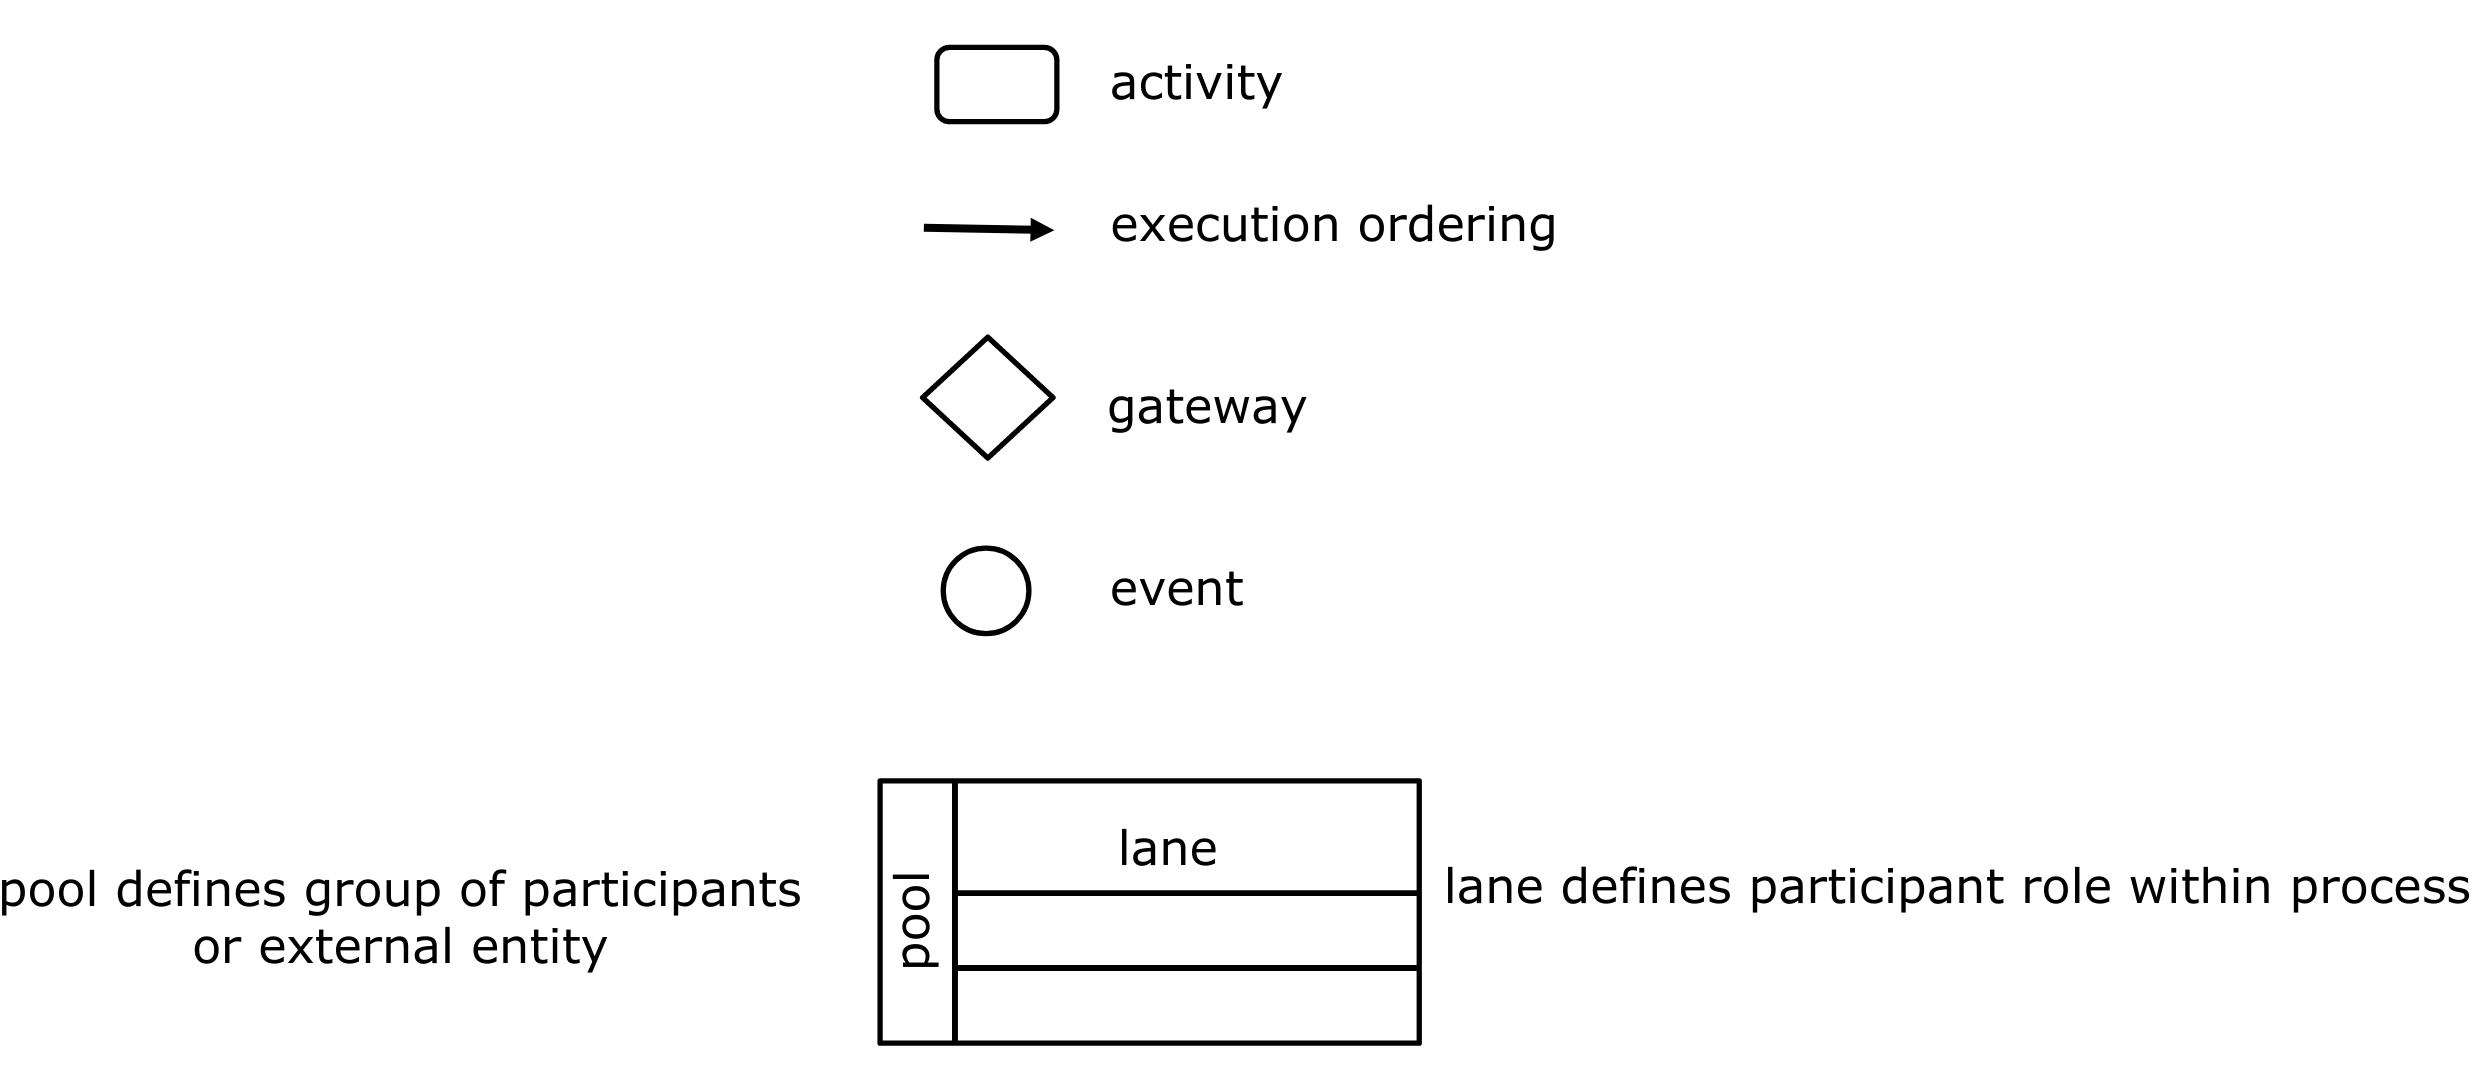 activity
execution ordering
gateway
event
lane
pool
pool defines group of participants
or external entity
lane defines participant role within process